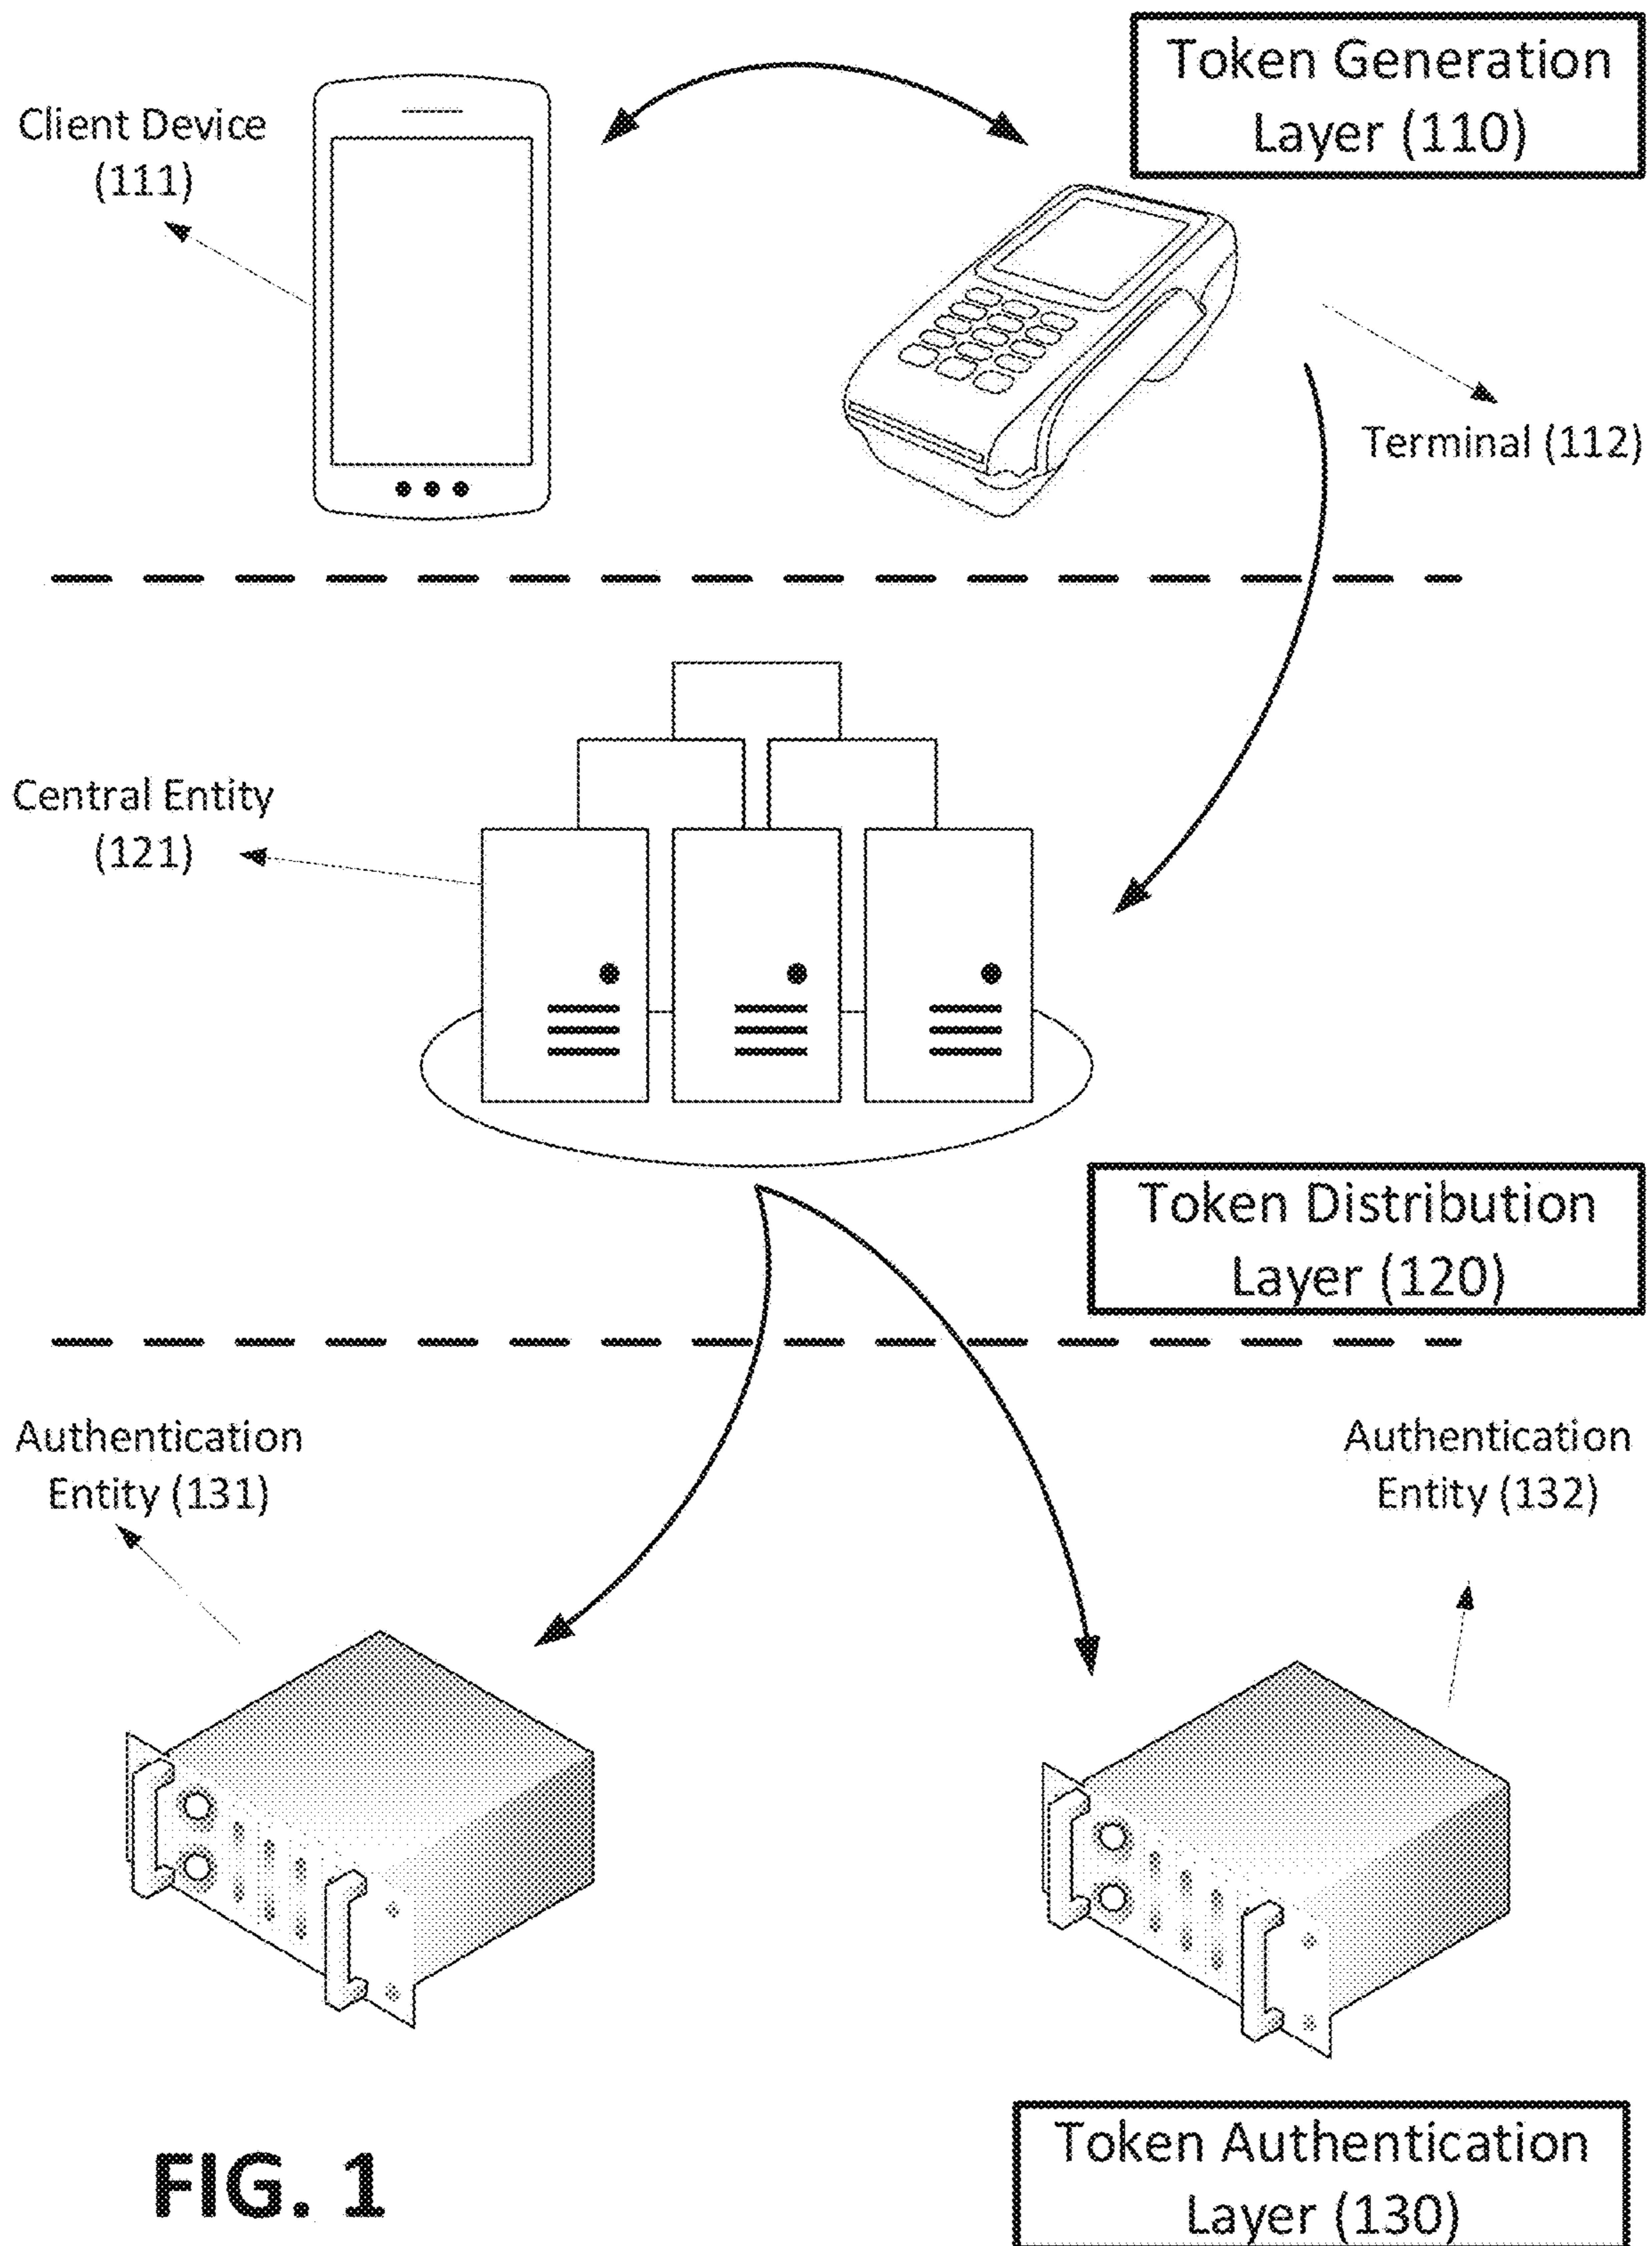 Token Generation
Layer (110)
Client Device
(111)
Terminal (112)
Central Entity
(121)
Token Distribution
Layer (120)
Authentication
Entity (131)
Authentication
Entity (132)
Token Authentication
Layer (130)
FIG. 1